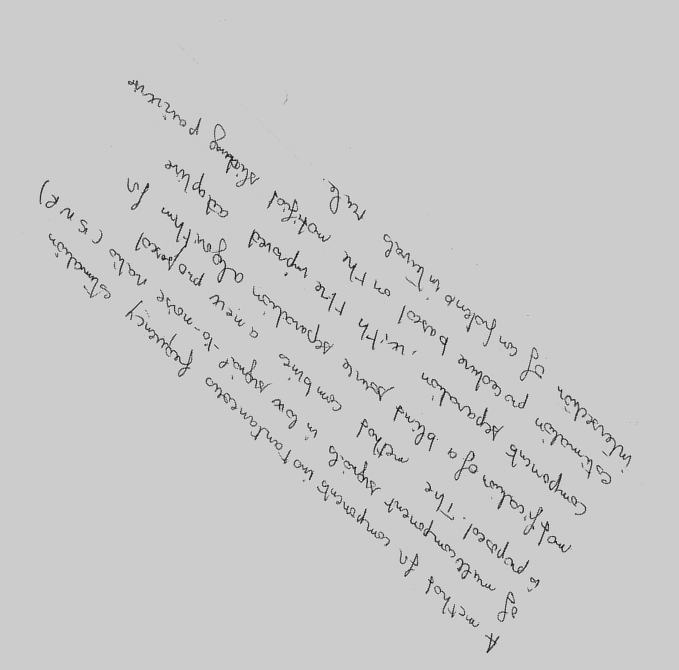 A method for components instantaneous frequency estimation
of multicomponent signals in low signal-to-noise ratio (SNR)
is proposed. The method combines a new proposed
modification of a blind source separation algorithm for
components separation, with the improved adaptive
estimation procedure based on the modified sliding pairwise
intersection of confidence intervals rule.